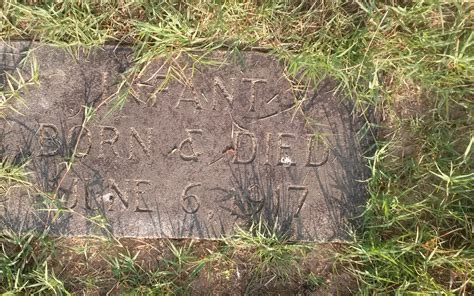 INFANT
BORN & DIED
JUNE 6, 1917